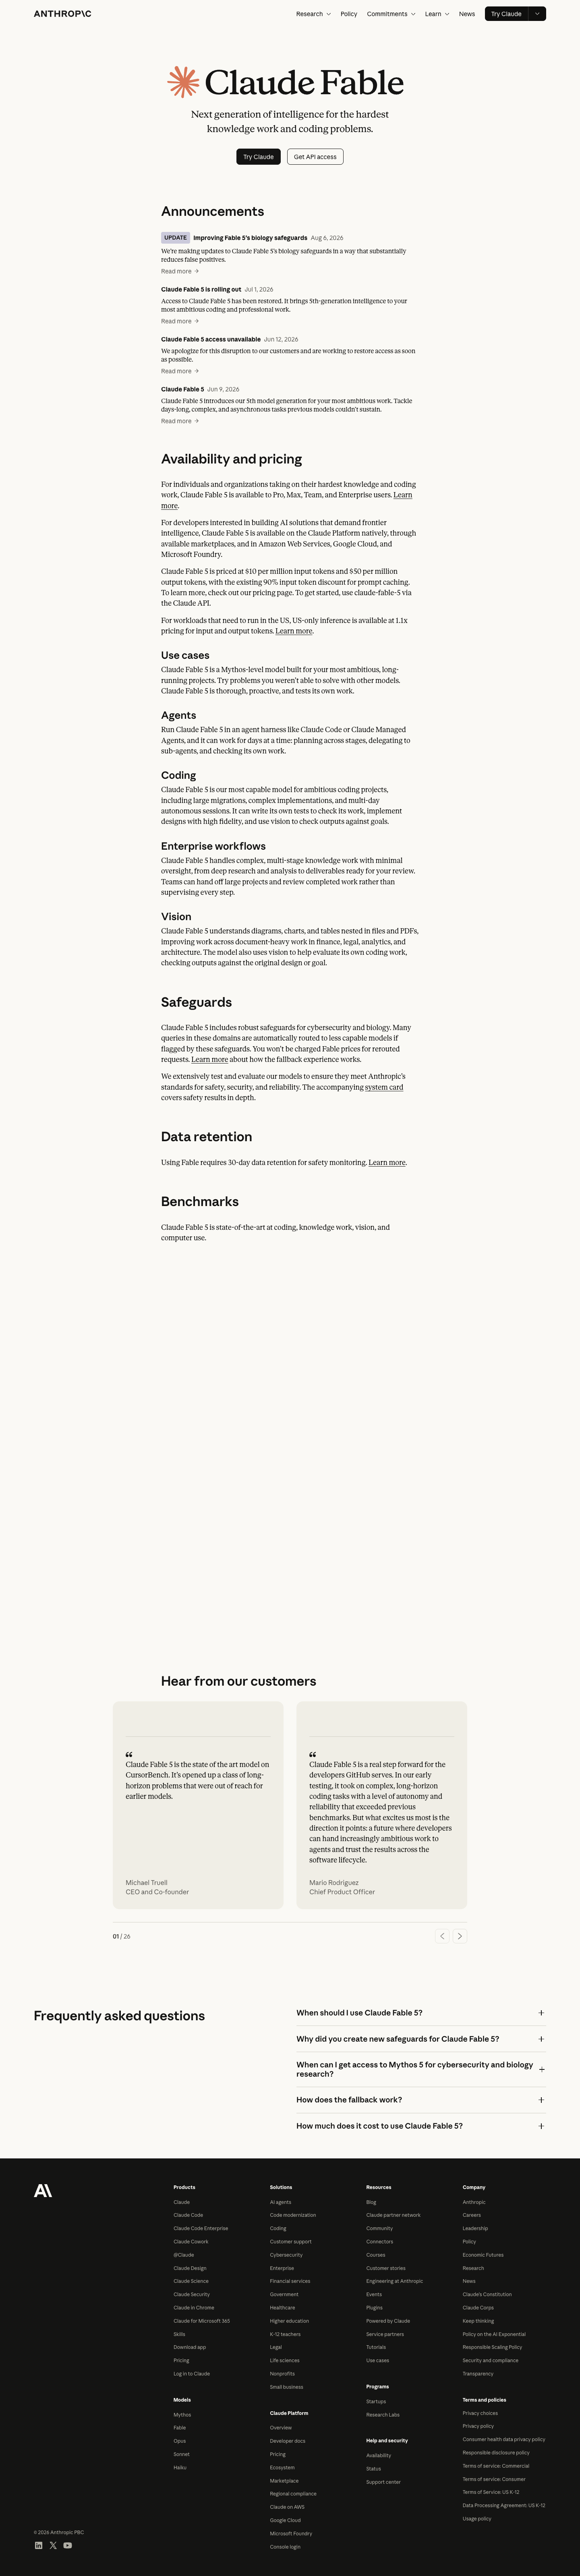 ANTHROP\C
Research
Policy
Commitments
Learn
News
Try Claude
Claude Fable
Next generation of intelligence for the hardest
knowledge work and coding problems.
Try Claude
Get API access
Announcements
UPDATE Improving Fable 5's biology safeguards Aug 6, 2026
We're making updates to Claude Fable 5's biology safeguards in a way that substantially
reduces false positives.
Read more →
Claude Fable 5 is rolling out Jul 1, 2026
Access to Claude Fable 5 has been restored. It brings 5th-generation intelligence to your
most ambitious coding and professional work.
Read more →
Claude Fable 5 access unavailable Jun 12, 2026
We apologize for this disruption to our customers and are working to restore access as soon
as possible.
Read more →
Claude Fable 5 Jun 9, 2026
Claude Fable 5 introduces our 5th model generation for your most ambitious work. Tackle
days-long, complex, and asynchronous tasks previous models couldn't sustain.
Read more →
Availability and pricing
For individuals and organizations taking on their hardest knowledge and coding
work, Claude Fable 5 is available to Pro, Max, Team, and Enterprise users. Learn
more.
For developers interested in building AI solutions that demand frontier
intelligence, Claude Fable 5 is available on the Claude Platform natively, through
available marketplaces, and in Amazon Web Services, Google Cloud, and
Microsoft Foundry.
Claude Fable 5 is priced at $10 per million input tokens and $50 per million
output tokens, with the existing 90% input token discount for prompt caching.
To learn more, check out our pricing page. To get started, use claude-fable-5 via
the Claude API.
For workloads that need to run in the US, US-only inference is available at 1.1x
pricing for input and output tokens. Learn more.
Use cases
Claude Fable 5 is a Mythos-level model built for your most ambitious, long-
running projects. Try problems you weren't able to solve with other models.
Claude Fable 5 is thorough, proactive, and tests its own work.
Agents
Run Claude Fable 5 in an agent harness like Claude Code or Claude Managed
Agents, and it can work for days at a time: planning across stages, delegating to
sub-agents, and checking its own work.
Coding
Claude Fable 5 is our most capable model for ambitious coding projects,
including large migrations, complex implementations, and multi-day
autonomous sessions. It can write its own tests to check its work, implement
designs with high fidelity, and use vision to check outputs against goals.
Enterprise workflows
Claude Fable 5 handles complex, multi-stage knowledge work with minimal
oversight, from deep research and analysis to deliverables ready for your review.
Teams can hand off large projects and review completed work rather than
supervising every step.
Vision
Claude Fable 5 understands diagrams, charts, and tables nested in files and PDFs,
improving work across document-heavy work in finance, legal, analytics, and
architecture. The model also uses vision to help evaluate its own coding work,
checking outputs against the original design or goal.
Safeguards
Claude Fable 5 includes robust safeguards for cybersecurity and biology. Many
queries in these domains are automatically routed to less capable models if
flagged by these safeguards. You won't be charged Fable prices for rerouted
requests. Learn more about how the fallback experience works.
We extensively test and evaluate our models to ensure they meet Anthropic's
standards for safety, security, and reliability. The accompanying system card
covers safety results in depth.
Data retention
Using Fable requires 30-day data retention for safety monitoring. Learn more.
Benchmarks
Claude Fable 5 is state-of-the-art at coding, knowledge work, vision, and
computer use.
Hear from our customers
“
Claude Fable 5 is the state of the art model on
CursorBench. It's opened up a class of long-
horizon problems that were out of reach for
earlier models.
Michael Truell
CEO and Co-founder
“
Claude Fable 5 is a real step forward for the
developers GitHub serves. In our early
testing, it took on complex, long-horizon
coding tasks with a level of autonomy and
reliability that exceeded previous
benchmarks. But what excites us most is the
direction it points: a future where developers
can hand increasingly ambitious work to
agents and trust the results across the
software lifecycle.
Mario Rodriguez
Chief Product Officer
01 / 26
Frequently asked questions
When should I use Claude Fable 5?
Why did you create new safeguards for Claude Fable 5?
When can I get access to Mythos 5 for cybersecurity and biology
research?
How does the fallback work?
How much does it cost to use Claude Fable 5?
Products
Claude
Claude Code
Claude Code Enterprise
Claude Cowork
@Claude
Claude Design
Claude Science
Claude Security
Claude in Chrome
Claude for Microsoft 365
Skills
Download app
Pricing
Log in to Claude
Models
Mythos
Fable
Opus
Sonnet
Haiku
Solutions
AI agents
Code modernization
Coding
Customer support
Cybersecurity
Enterprise
Financial services
Government
Healthcare
Higher education
K-12 teachers
Legal
Life sciences
Nonprofits
Small business
Claude Platform
Overview
Developer docs
Pricing
Ecosystem
Marketplace
Regional compliance
Claude on AWS
Google Cloud
Microsoft Foundry
Console login
Resources
Blog
Claude partner network
Community
Connectors
Courses
Customer stories
Engineering at Anthropic
Events
Plugins
Powered by Claude
Service partners
Tutorials
Use cases
Programs
Startups
Research Labs
Help and security
Availability
Status
Support center
Company
Anthropic
Careers
Leadership
Policy
Economic Futures
Research
News
Claude's Constitution
Claude Corps
Keep thinking
Policy on the AI Exponential
Responsible Scaling Policy
Security and compliance
Transparency
Terms and policies
Privacy choices
Privacy policy
Consumer health data privacy policy
Responsible disclosure policy
Terms of service: Commercial
Terms of service: Consumer
Terms of Service: US K-12
Data Processing Agreement: US K-12
Usage policy
© 2026 Anthropic PBC